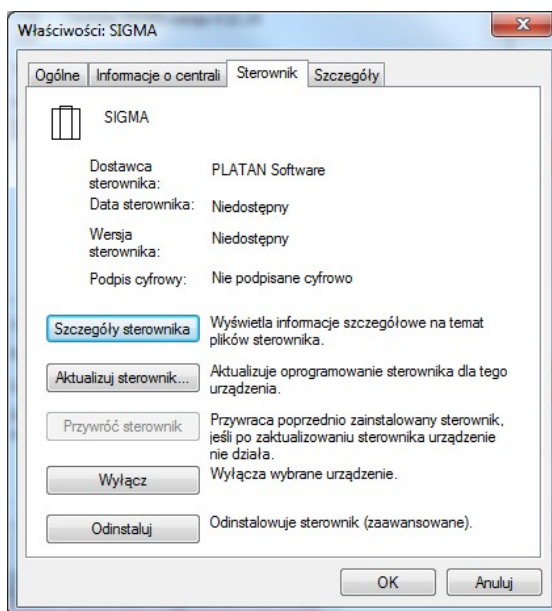 Właściwości: SIGMA
Ogólne
Informacje o centrali
Sterownik
Szczegóły
SIGMA
Dostawca
sterownika:
PLATAN Software
Data sterownika:
Niedostępny
Wersja
sterownika:
Niedostępny
Podpis cyfrowy:
Nie podpisane cyfrowo
Szczegóły sterownika
Wyświetla informacje szczegółowe na temat
plików sterownika.
Aktualizuj sterownik...
Aktualizuje oprogramowanie sterownika dla tego
urządzenia.
Przywróć sterownik
Przywraca poprzednio zainstalowany sterownik,
jeśli po zaktualizowaniu sterownika urządzenie
nie działa.
Wyłącz
Wyłącza wybrane urządzenie.
Odinstaluj
Odinstalowuje sterownik (zaawansowane).
OK
Anuluj